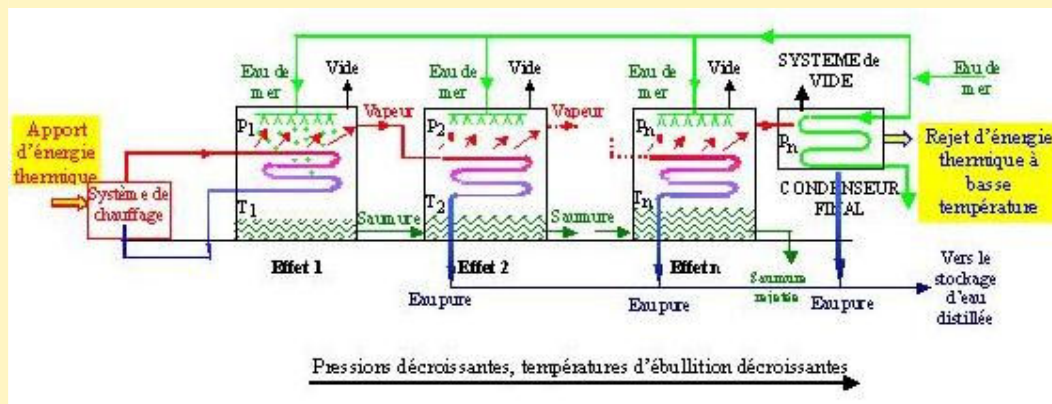 SYSTEME de
VIDE
Eau de
mer
Vide
Eau de
mer
Vide
Eau de
mer
Vide
Eau de
mer
Apport
d'énergie
thermique
Système de
chauffage
P1
Vapeur
P2
Vapeur
Pn
Pn
Rejet d'énergie
thermique à
basse
température
T1
T2
Tn
CONDENSEUR
FINAL
Saumure
Saumure
Effet 1
Effet 2
Effet n
Saumure
rejetée
Eau pure
Eau pure
Eau pure
Vers le
stockage
d'eau
distillée
Pressions décroissantes, températures d'ébullition décroissantes